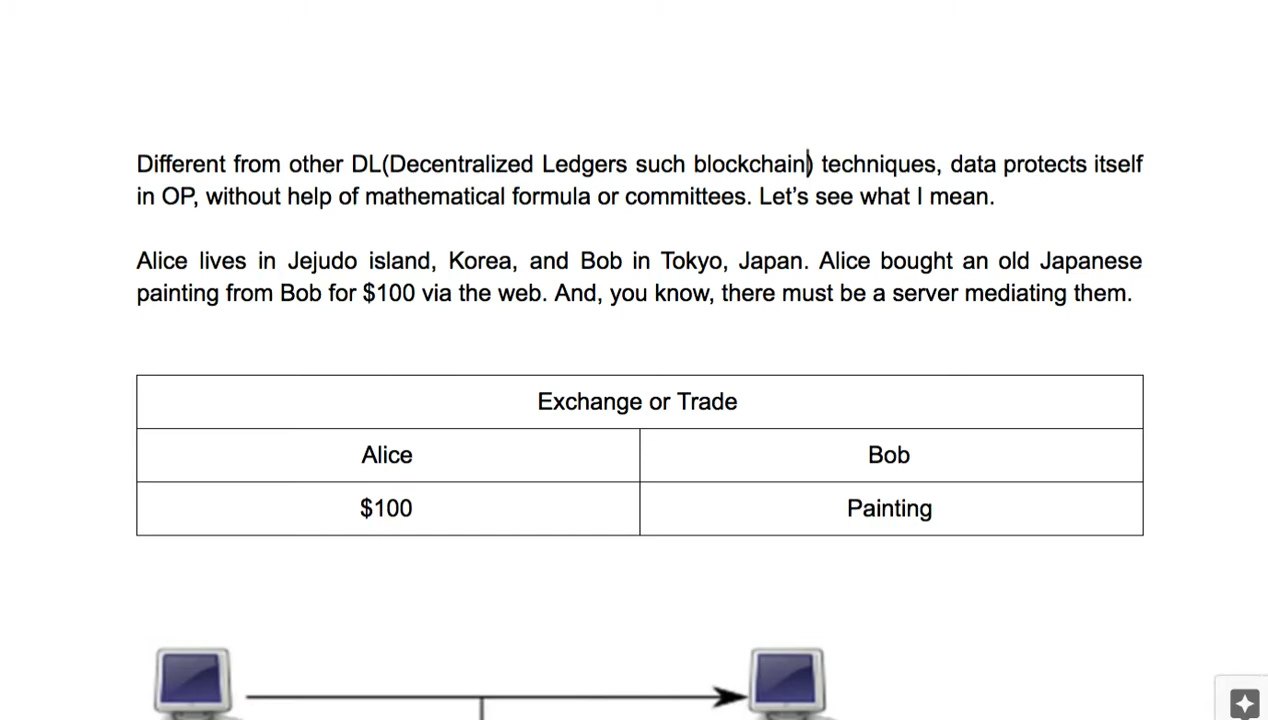 Different from other DL(Decentralized Ledgers such blockchain) techniques, data protects itself
in OP, without help of mathematical formula or committees. Let’s see what I mean.
Alice lives in Jejudo island, Korea, and Bob in Tokyo, Japan. Alice bought an old Japanese
painting from Bob for $100 via the web. And, you know, there must be a server mediating them.
Exchange or Trade
Alice
Bob
$100
Painting